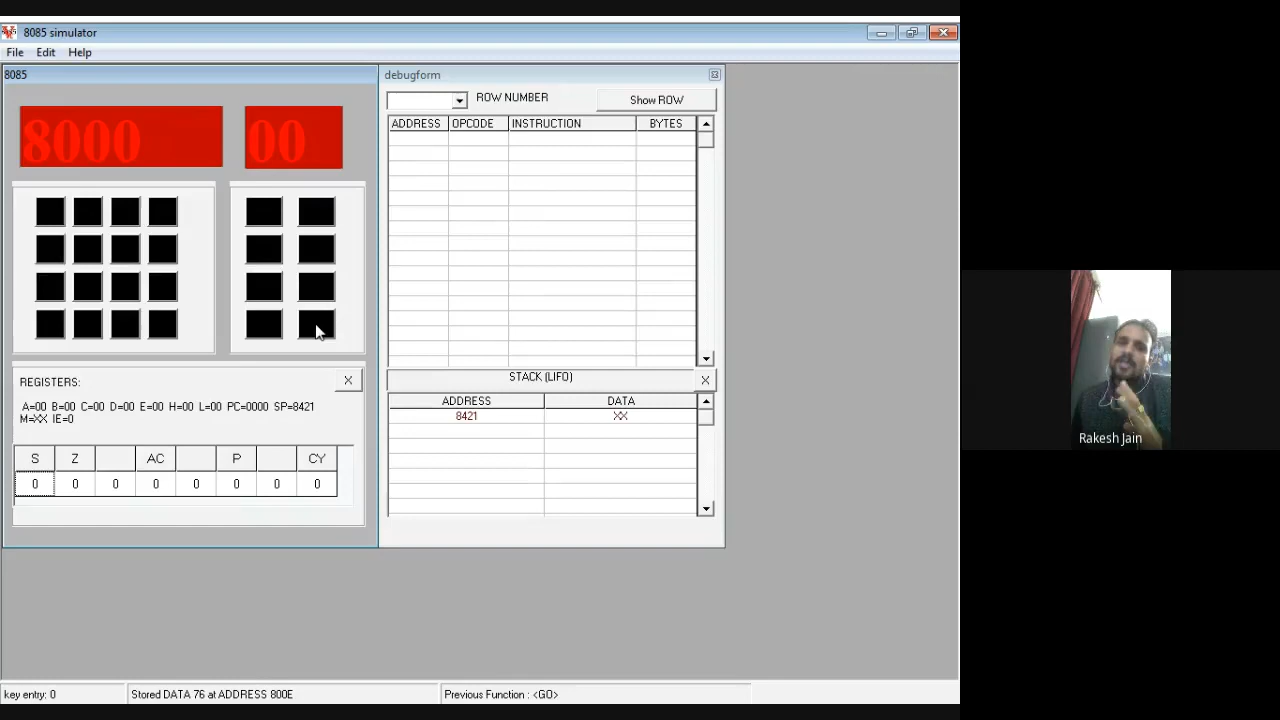 8085 simulator
File Edit Help
8085
debugform
ROW NUMBER
Show ROW
8000
00
ADDRESS OPCODE INSTRUCTION BYTES
STACK (LIFO)
X
ADDRESS DATA
8421 XX
REGISTERS:
X
A=00 B=00 C=00 D=00 E=00 H=00 L=00 PC=0000 SP=8421
M=XX IE=0
S Z AC P CY
0 0 0 0 0 0 0 0
Rakesh Jain
key entry: 0
Stored DATA 76 at ADDRESS 800E
Previous Function : <GO>